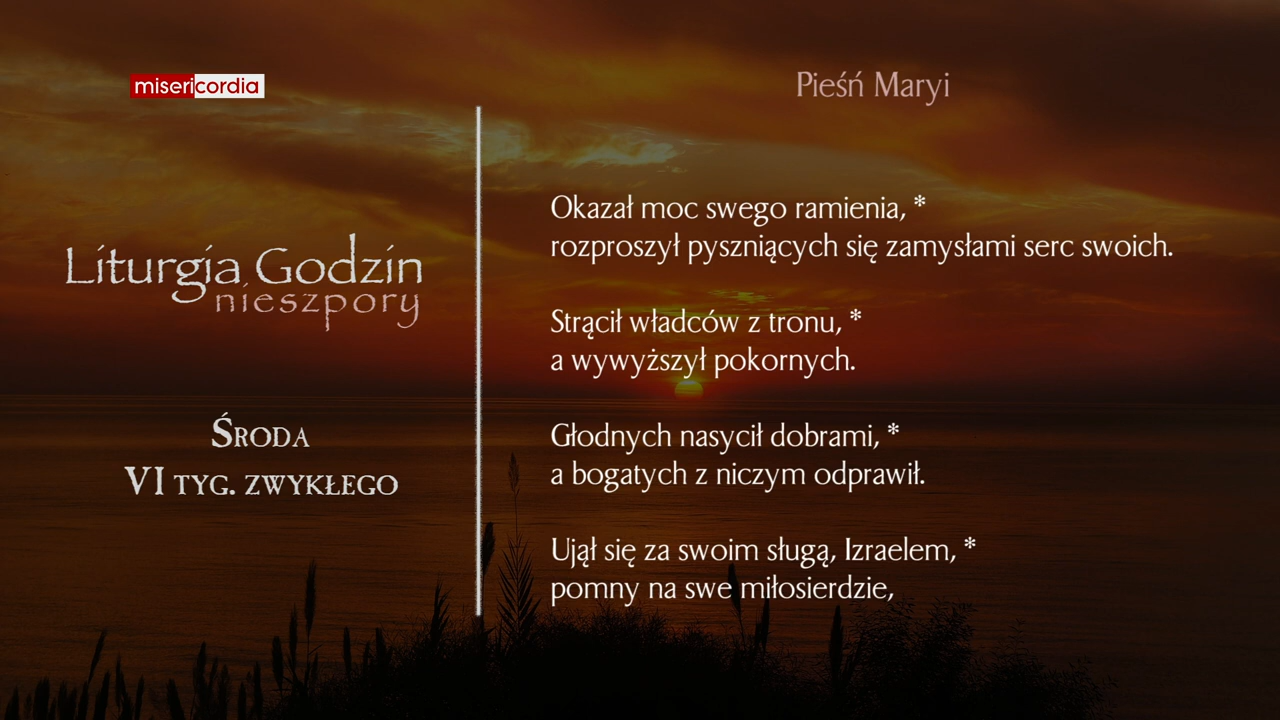 misericordia
Pieśń Maryi
Liturgia Godzin
nieszpory
Środa
VI tyg. zwykłego
Okazał moc swego ramienia, *
rozproszył pyszniących się zamysłami serc swoich.
Strącił władców z tronu, *
a wywyższył pokornych.
Głodnych nasycił dobrami, *
a bogatych z niczym odprawił.
Ujął się za swoim sługą, Izraelem, *
pomny na swe miłosierdzie,